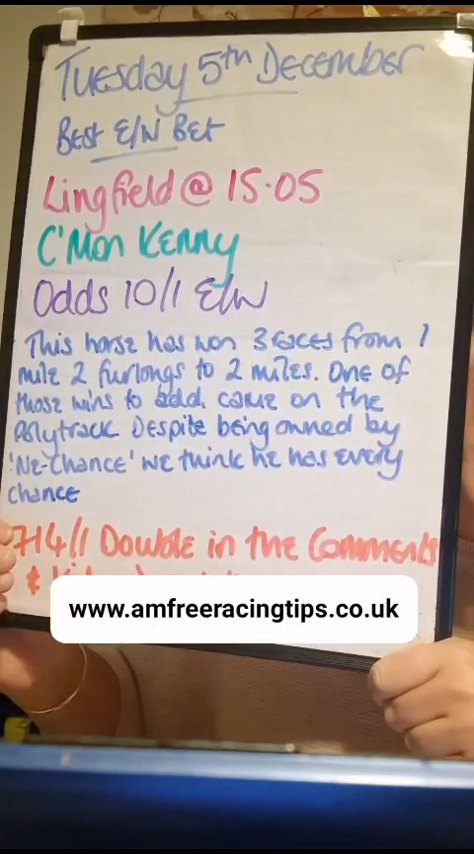 Tuesday 5th December
Best E/W Bet
Lingfield @ 15.05
C'Mon Kenny
Odds 10/1 E/W
This horse has won 3 races from 1
mile 2 furlongs to 2 miles. One of
those wins to add, came on the
Polytrack. Despite being owned by
'Ne-Chance' we think he has every
chance
714/1 Double in the Comments
www.amfreeracingtips.co.uk